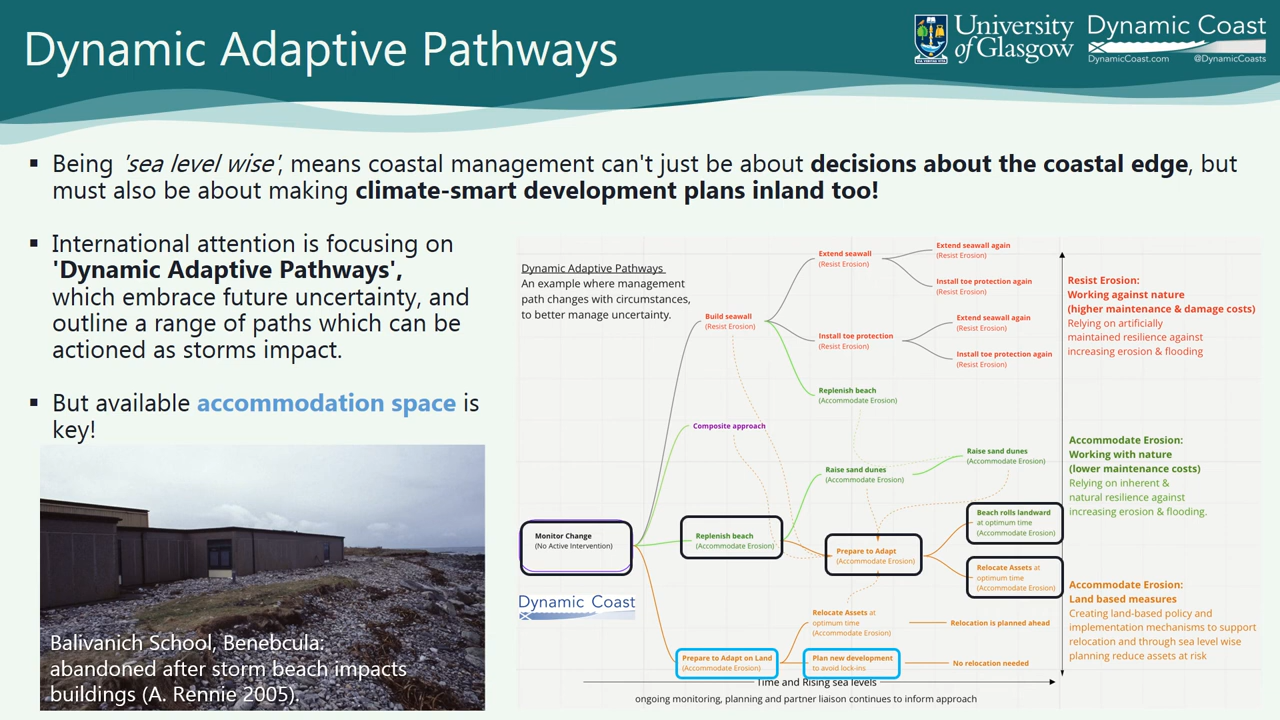 Dynamic Adaptive Pathways
University
of Glasgow
Dynamic Coast
DynamicCoast.com @DynamicCoasts
▪ Being 'sea level wise', means coastal management can't just be about decisions about the coastal edge, but
must also be about making climate-smart development plans inland too!
▪ International attention is focusing on
'Dynamic Adaptive Pathways',
which embrace future uncertainty, and
outline a range of paths which can be
actioned as storms impact.
▪ But available accommodation space is
key!
Balivanich School, Benebcula:
abandoned after storm beach impacts
buildings (A. Rennie 2005).
Dynamic Adaptive Pathways
An example where management
path changes with circumstances,
to better manage uncertainty.
Monitor Change
(No Active Intervention)
Dynamic Coast
Build seawall
(Resist Erosion)
Composite approach
Replenish beach
(Accommodate Erosion)
Prepare to Adapt on Land
(Accommodate Erosion)
Extend seawall
(Resist Erosion)
Install toe protection
(Resist Erosion)
Replenish beach
(Accommodate Erosion)
Raise sand dunes
(Accommodate Erosion)
Prepare to Adapt
(Accommodate Erosion)
Relocate Assets at
optimum time
(Accommodate Erosion)
Plan new development
to avoid lock-ins
Extend seawall again
(Resist Erosion)
Install toe protection again
(Resist Erosion)
Extend seawall again
(Resist Erosion)
Install toe protection again
(Resist Erosion)
Raise sand dunes
(Accommodate Erosion)
Beach rolls landward
at optimum time
(Accommodate Erosion)
Relocate Assets at
optimum time
(Accommodate Erosion)
Relocation is planned ahead
No relocation needed
Resist Erosion:
Working against nature
(higher maintenance & damage costs)
Relying on artificially
maintained resilience against
increasing erosion & flooding
Accommodate Erosion:
Working with nature
(lower maintenance costs)
Relying on inherent &
natural resilience against
increasing erosion & flooding.
Accommodate Erosion:
Land based measures
Creating land-based policy and
implementation mechanisms to support
relocation and through sea level wise
planning reduce assets at risk
Time and Rising sea levels
ongoing monitoring, planning and partner liaison continues to inform approach